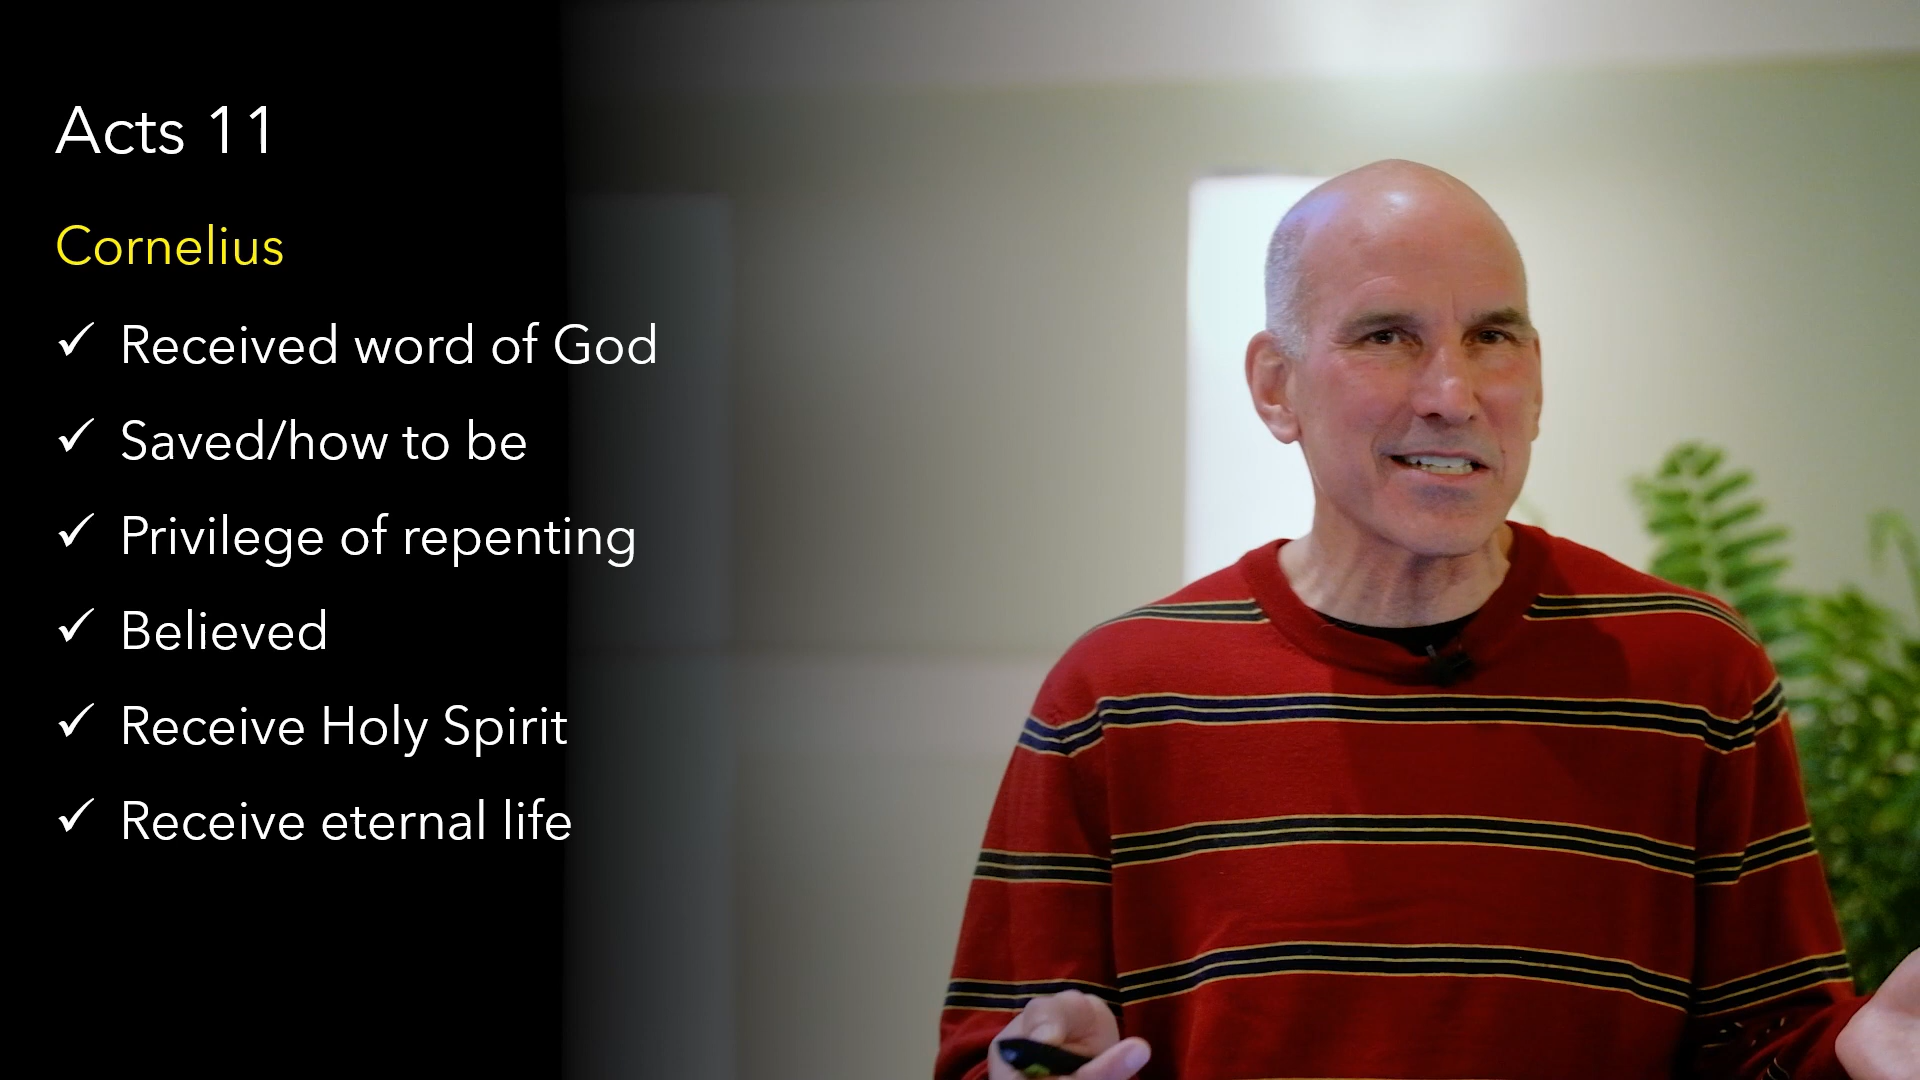 Acts 11
Cornelius
✓ Received word of God
✓ Saved/how to be
✓ Privilege of repenting
✓ Believed
✓ Receive Holy Spirit
✓ Receive eternal life